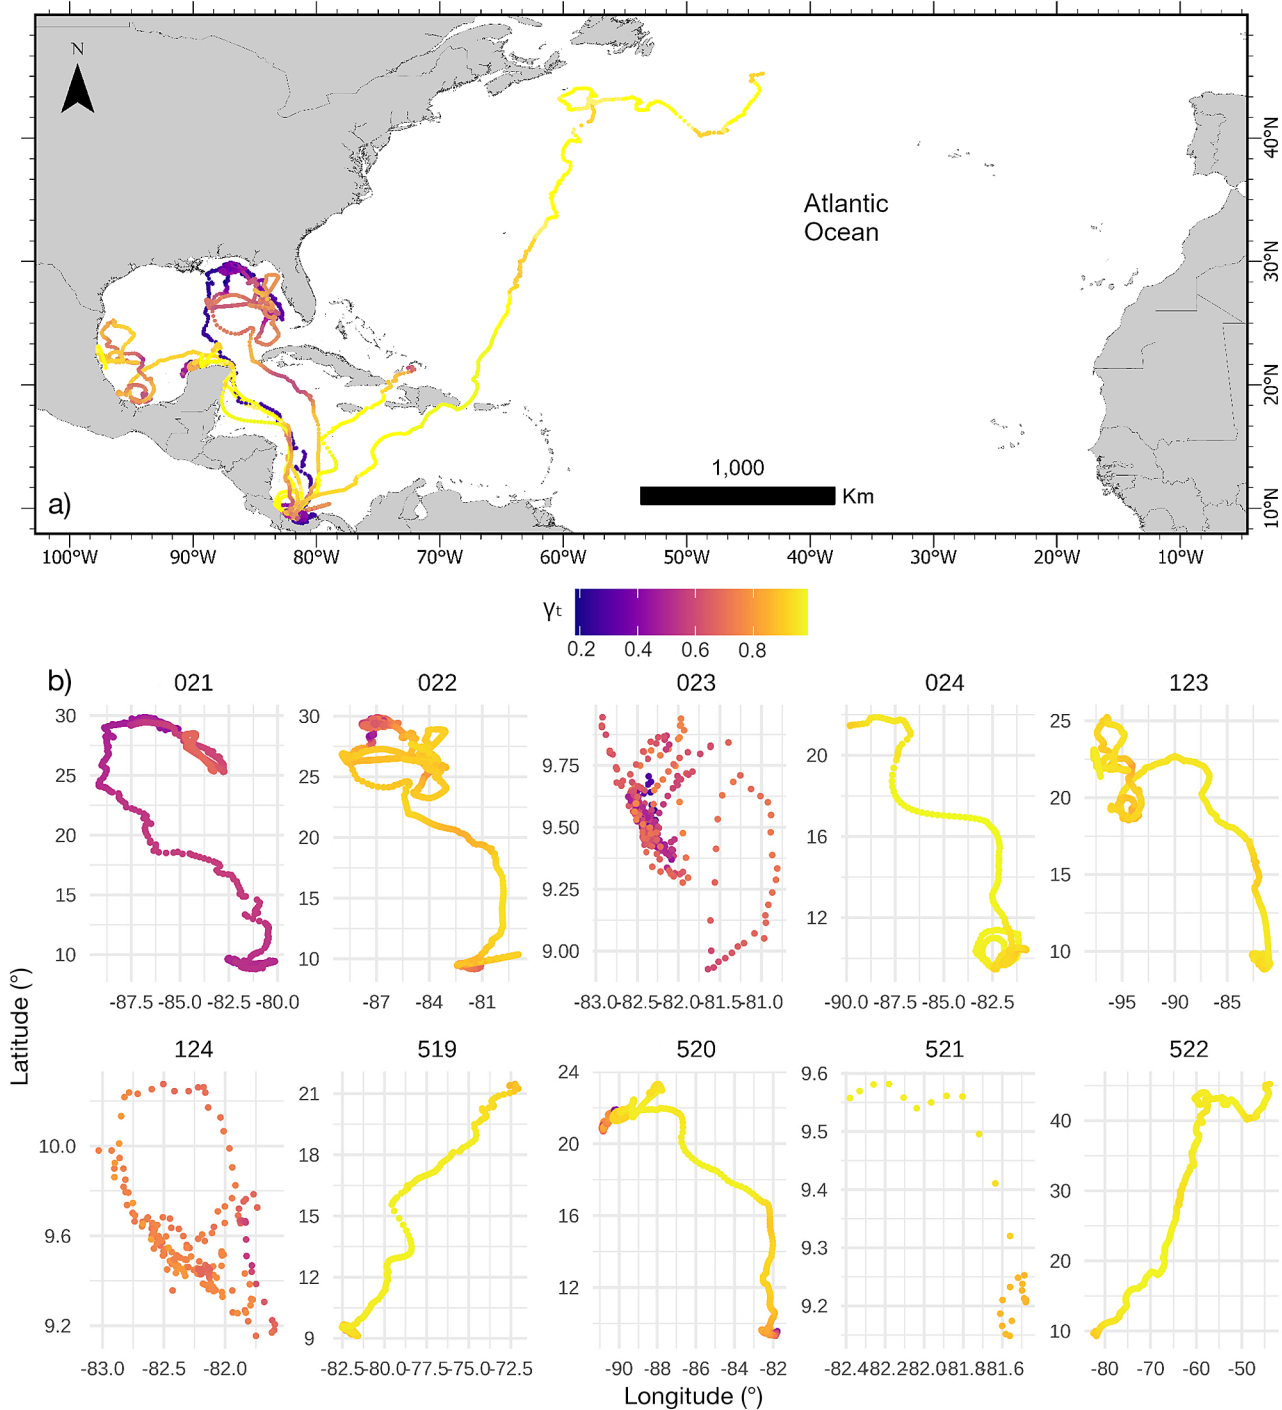 N
Atlantic
Ocean
1,000
Km
a)
40°N
30°N
20°N
10°N
100°W 90°W 80°W 70°W 60°W 50°W 40°W 30°W 20°W 10°W
γt
0.2 0.4 0.6 0.8
b)
021 022 023 024 123
30 25 20 15 10
-87.5 -85.0 -82.5 -80.0
30 25 20 15 10
-87 -84 -81
9.75 9.50 9.25 9.00
-83.0 -82.5 -82.0 -81.5 -81.0
20 16 12
-90.0 -87.5 -85.0 -82.5
25 20 15 10
-95 -90 -85
Latitude (°)
124 519 520 521 522
10.0 9.6 9.2
-83.0 -82.5 -82.0
21 18 15 12 9
-82.5 -80.0 -77.5 -75.0 -72.5
24 20 16 12
-90 -88 -86 -84 -82
9.6 9.5 9.4 9.3 9.2
-82.4 -82.2 -82.0 -81.8 -81.6
40 30 20 10
-80 -70 -60 -50
Longitude (°)